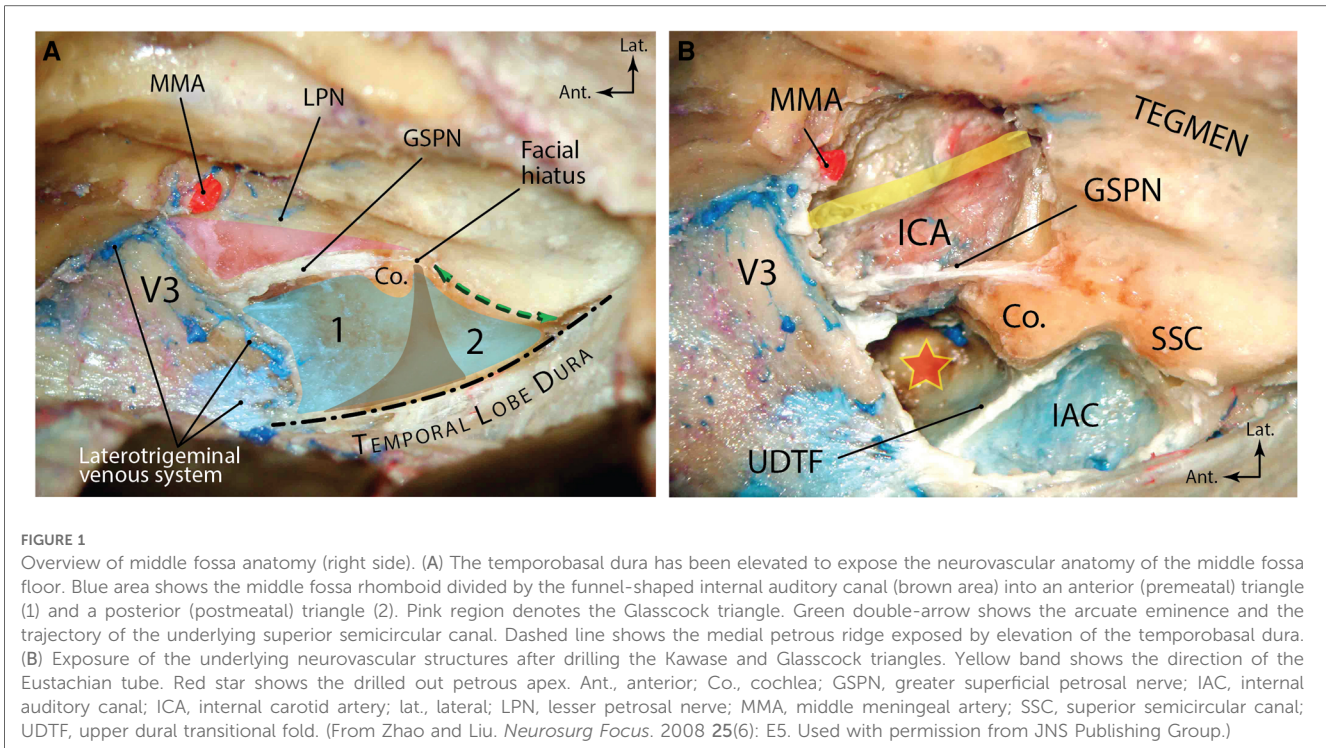 A
Lat.
Ant.
MMA
LPN
GSPN
Facial
hiatus
Co.
V3
1
2
TEMPORAL LOBE DURA
Laterotrigeminal
venous system
B
MMA
TEGMEN
GSPN
ICA
V3
Co.
SSC
IAC
UDTF
Lat.
Ant.
FIGURE 1
Overview of middle fossa anatomy (right side). (A) The temporobasal dura has been elevated to expose the neurovascular anatomy of the middle fossa
floor. Blue area shows the middle fossa rhomboid divided by the funnel-shaped internal auditory canal (brown area) into an anterior (premeatal) triangle
(1) and a posterior (postmeatal) triangle (2). Pink region denotes the Glasscock triangle. Green double-arrow shows the arcuate eminence and the
trajectory of the underlying superior semicircular canal. Dashed line shows the medial petrous ridge exposed by elevation of the temporobasal dura.
(B) Exposure of the underlying neurovascular structures after drilling the Kawase and Glasscock triangles. Yellow band shows the direction of the
Eustachian tube. Red star shows the drilled out petrous apex. Ant., anterior; Co., cochlea; GSPN, greater superficial petrosal nerve; IAC, internal
auditory canal; ICA, internal carotid artery; lat., lateral; LPN, lesser petrosal nerve; MMA, middle meningeal artery; SSC, superior semicircular canal;
UDTF, upper dural transitional fold. (From Zhao and Liu. Neurosurg Focus. 2008 25(6): E5. Used with permission from JNS Publishing Group.)